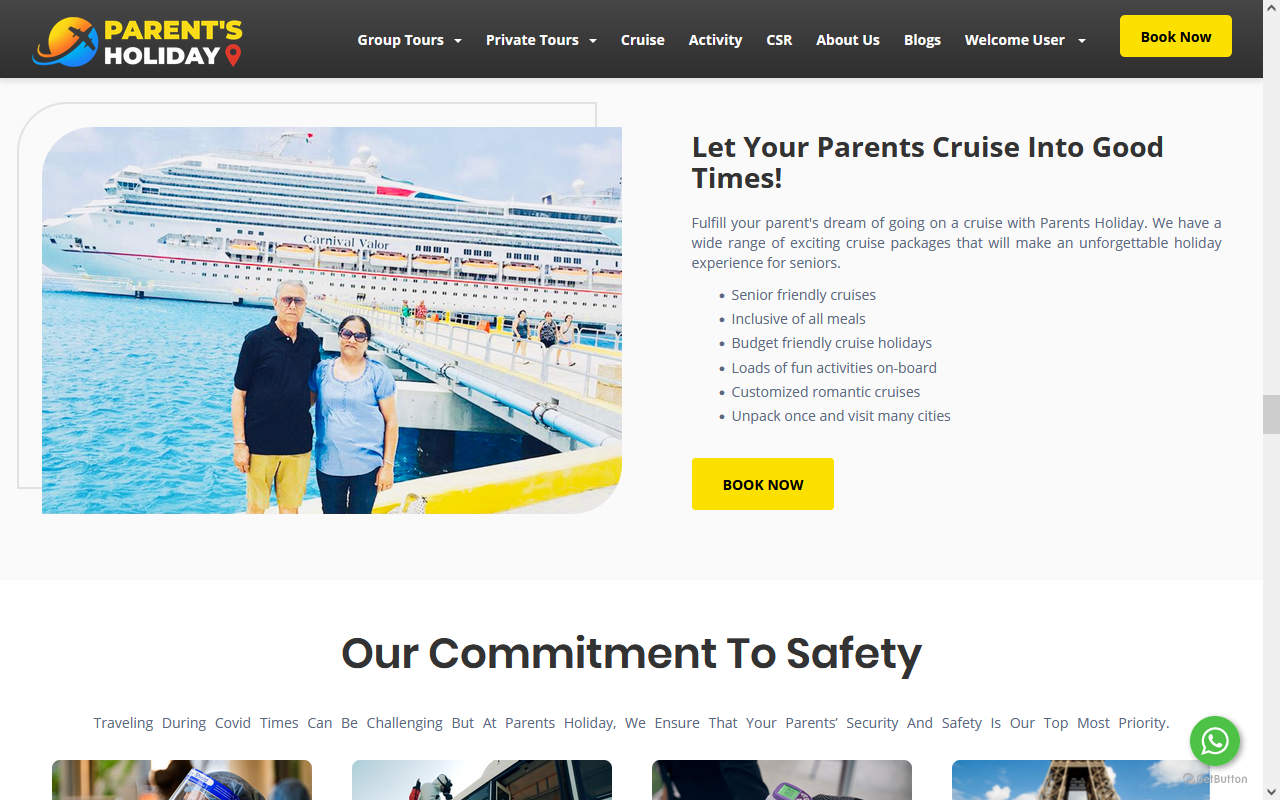 PARENT'S
HOLIDAY
Group Tours
Private Tours
Cruise
Activity
CSR
About Us
Blogs
Welcome User
Book Now
Carnival Valor
Let Your Parents Cruise Into Good
Times!
Fulfill your parent's dream of going on a cruise with Parents Holiday. We have a
wide range of exciting cruise packages that will make an unforgettable holiday
experience for seniors.
Senior friendly cruises
Inclusive of all meals
Budget friendly cruise holidays
Loads of fun activities on-board
Customized romantic cruises
Unpack once and visit many cities
BOOK NOW
Our Commitment To Safety
Traveling During Covid Times Can Be Challenging But At Parents Holiday, We Ensure That Your Parents’ Security And Safety Is Our Top Most Priority.
GetButton